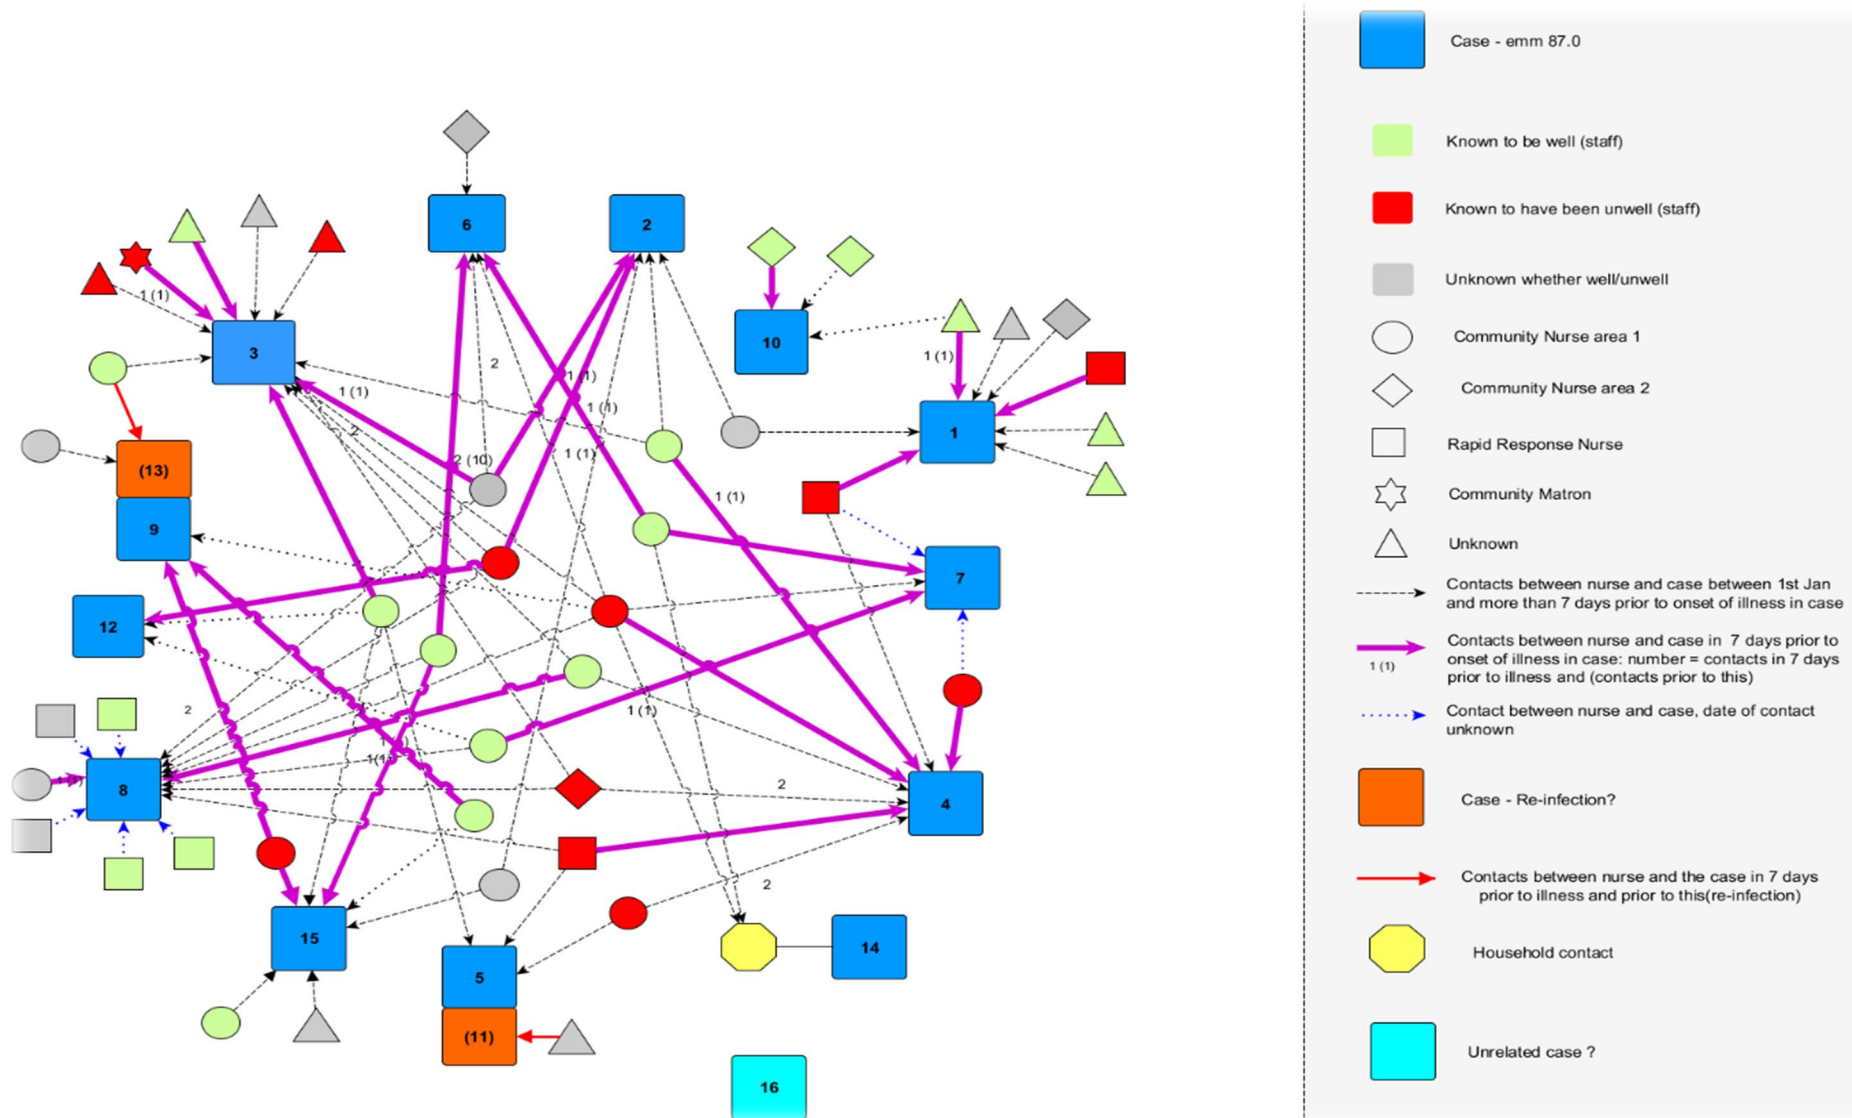 6
2
3
10
1 (1)
1 (1)
1 (1)
2
1 (1)
1 (1)
2
1
2 (10)
1 (1)
(13)
1 (1)
9
7
12
2
1 (1)
8
2
4
2
15
14
5
(11)
16
Case - emm 87.0
Known to be well (staff)
Known to have been unwell (staff)
Unknown whether well/unwell
Community Nurse area 1
Community Nurse area 2
Rapid Response Nurse
Community Matron
Unknown
Contacts between nurse and case between 1st Jan
and more than 7 days prior to onset of illness in case
Contacts between nurse and case in 7 days prior to
onset of illness in case: number = contacts in 7 days
prior to illness and (contacts prior to this)
1 (1)
Contact between nurse and case, date of contact
unknown
Case - Re-infection?
Contacts between nurse and the case in 7 days
prior to illness and prior to this(re-infection)
Household contact
Unrelated case ?